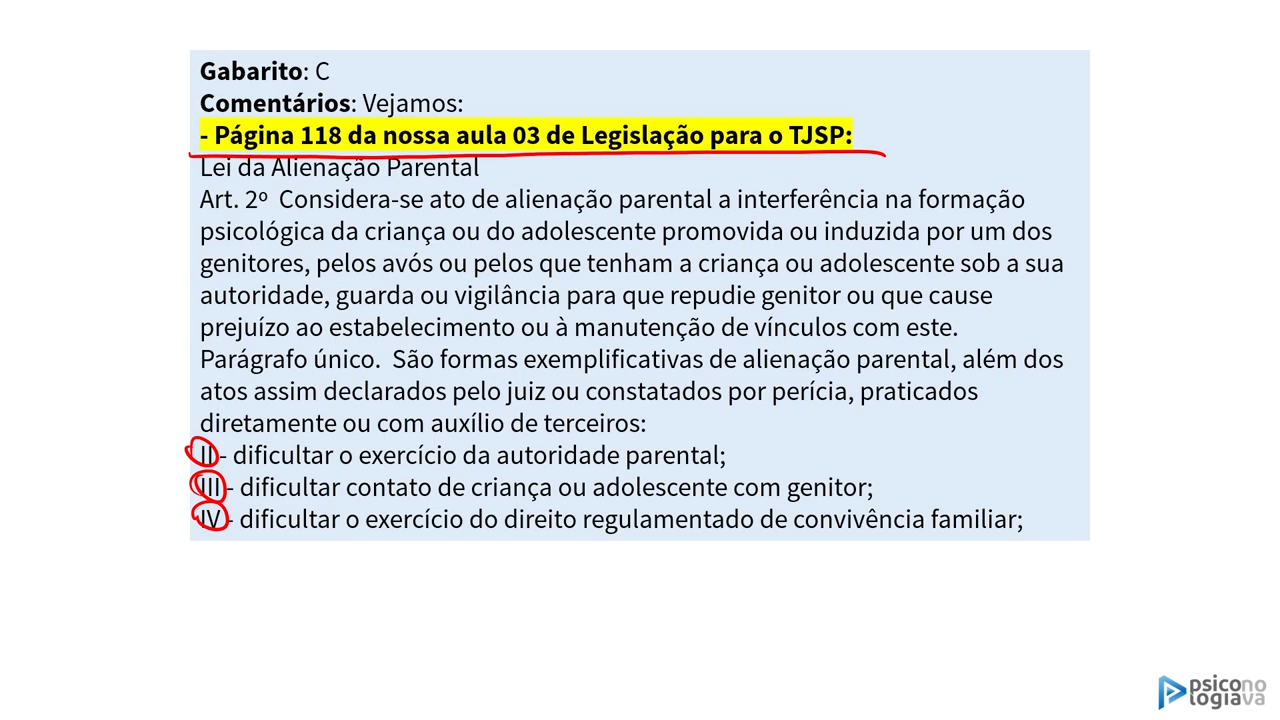 Gabarito: C
Comentários: Vejamos:
- Página 118 da nossa aula 03 de Legislação para o TJSP:
Lei da Alienação Parental
Art. 2º  Considera-se ato de alienação parental a interferência na formação
psicológica da criança ou do adolescente promovida ou induzida por um dos
genitores, pelos avós ou pelos que tenham a criança ou adolescente sob a sua
autoridade, guarda ou vigilância para que repudie genitor ou que cause
prejuízo ao estabelecimento ou à manutenção de vínculos com este.
Parágrafo único.  São formas exemplificativas de alienação parental, além dos
atos assim declarados pelo juiz ou constatados por perícia, praticados
diretamente ou com auxílio de terceiros:
II - dificultar o exercício da autoridade parental;
III - dificultar contato de criança ou adolescente com genitor;
IV - dificultar o exercício do direito regulamentado de convivência familiar;
psicono
logiava